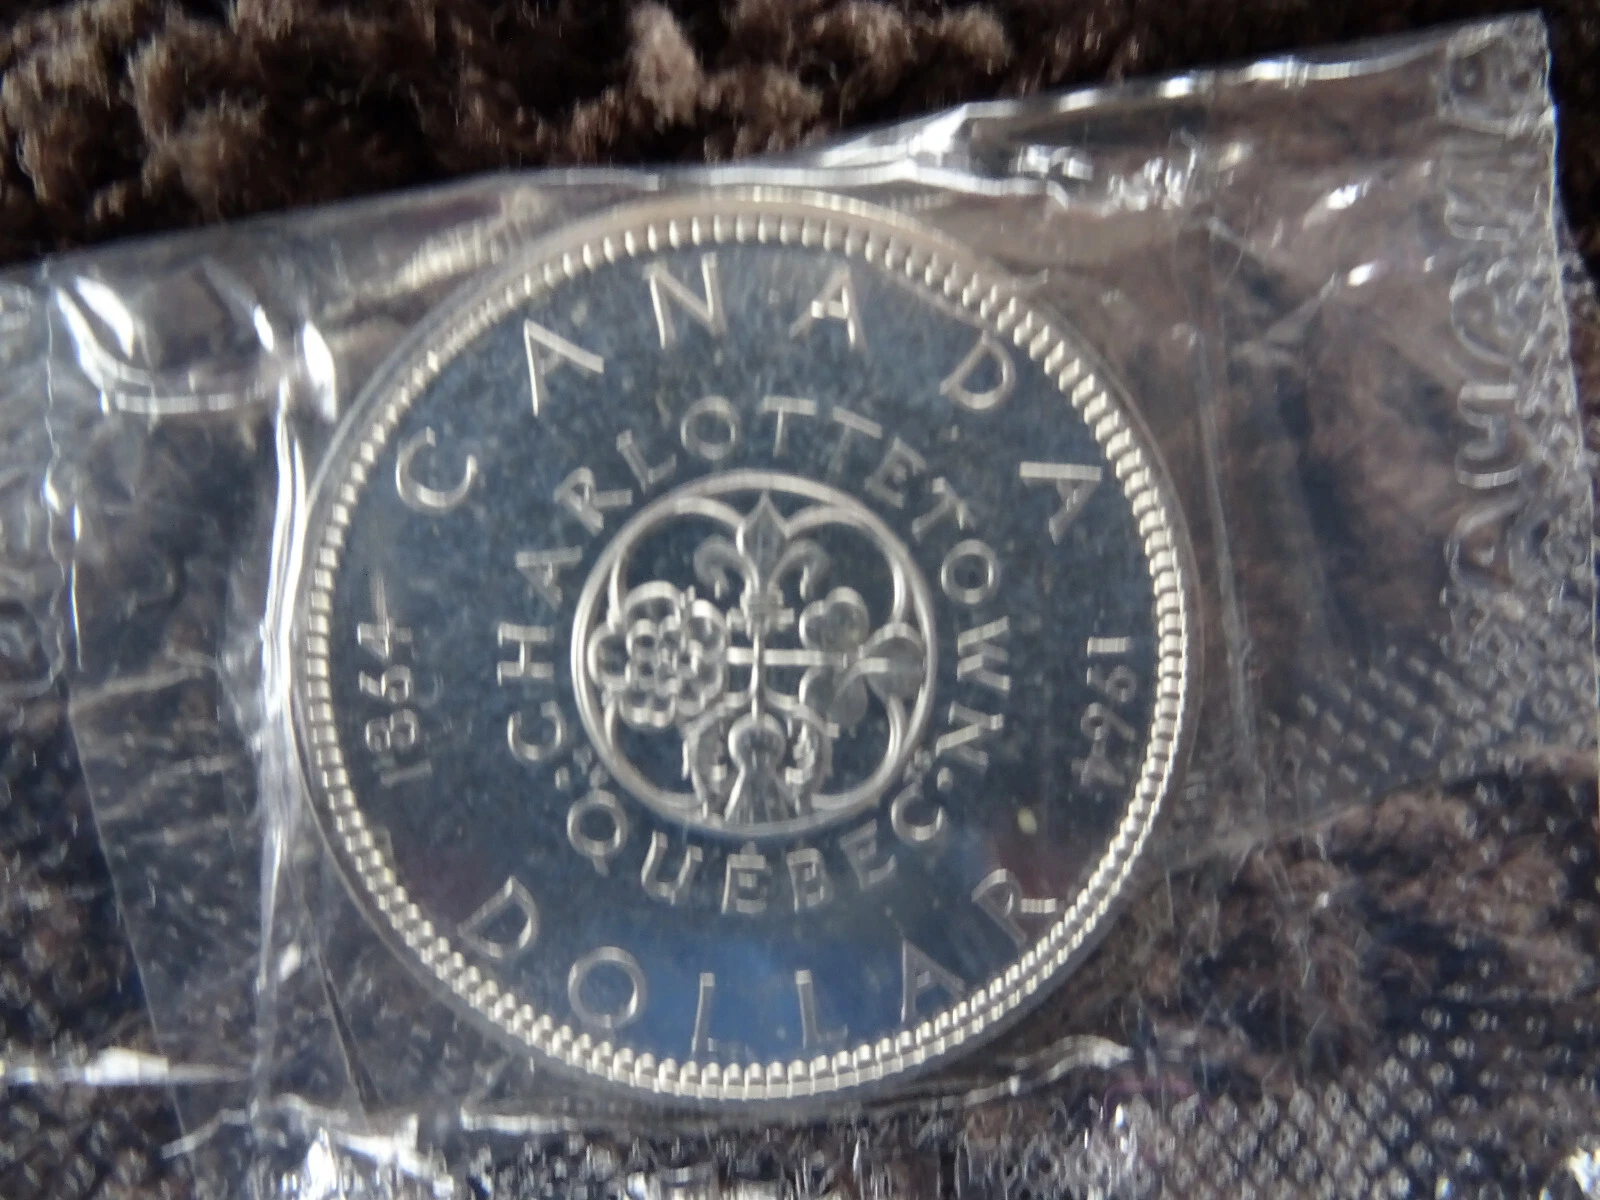 CANADA
CHARLOTTETOWN
1864
1964
·QUÉBEC·
DOLLAR